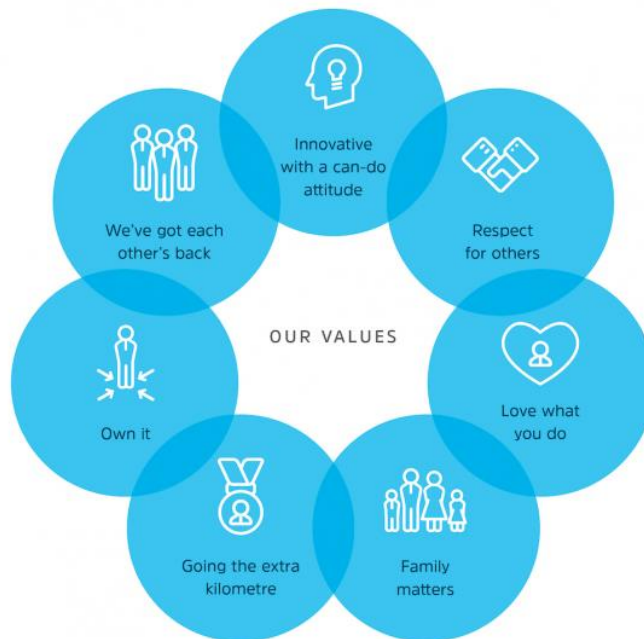 Innovative
with a can-do
attitude
Respect
for others
Love what
you do
Family
matters
Going the extra
kilometre
Own it
We've got each
other's back
OUR VALUES